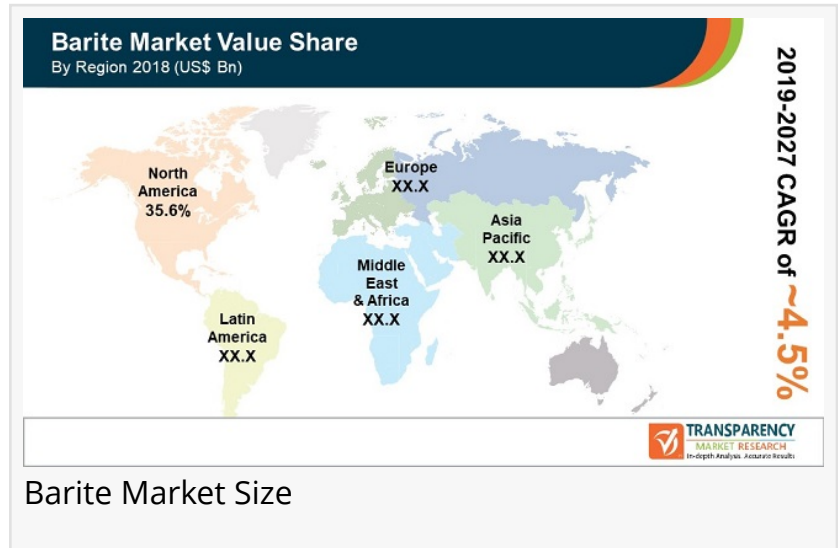 Barite Market Value Share
By Region 2018 (US$ Bn)
2019-2027 CAGR of ~4.5%
North
America
35.6%
Europe
XX.X
Asia
Pacific
XX.X
Middle
East
& Africa
XX.X
Latin
America
XX.X
TRANSPARENCY
MARKET RESEARCH
In-depth Analysis. Accurate Results
Barite Market Size